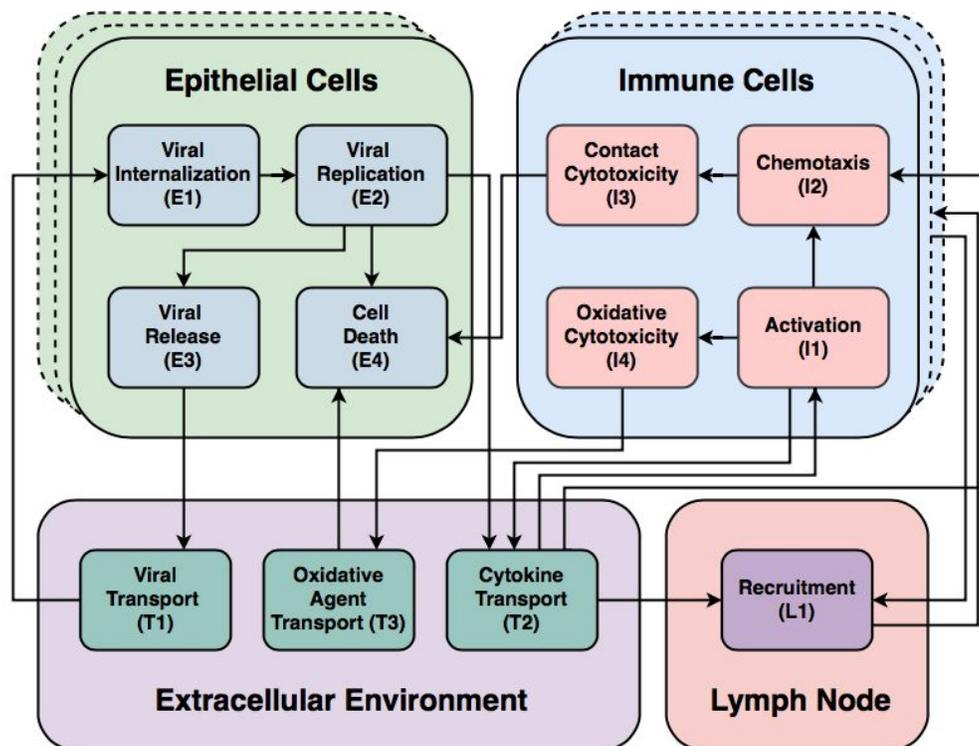 Epithelial Cells
Immune Cells
Viral
Internalization
(E1)
Viral
Replication
(E2)
Contact
Cytotoxicity
(I3)
Chemotaxis
(I2)
Viral
Release
(E3)
Cell
Death
(E4)
Oxidative
Cytotoxicity
(I4)
Activation
(I1)
Viral
Transport
(T1)
Oxidative
Agent
Transport (T3)
Cytokine
Transport
(T2)
Recruitment
(L1)
Extracellular Environment
Lymph Node